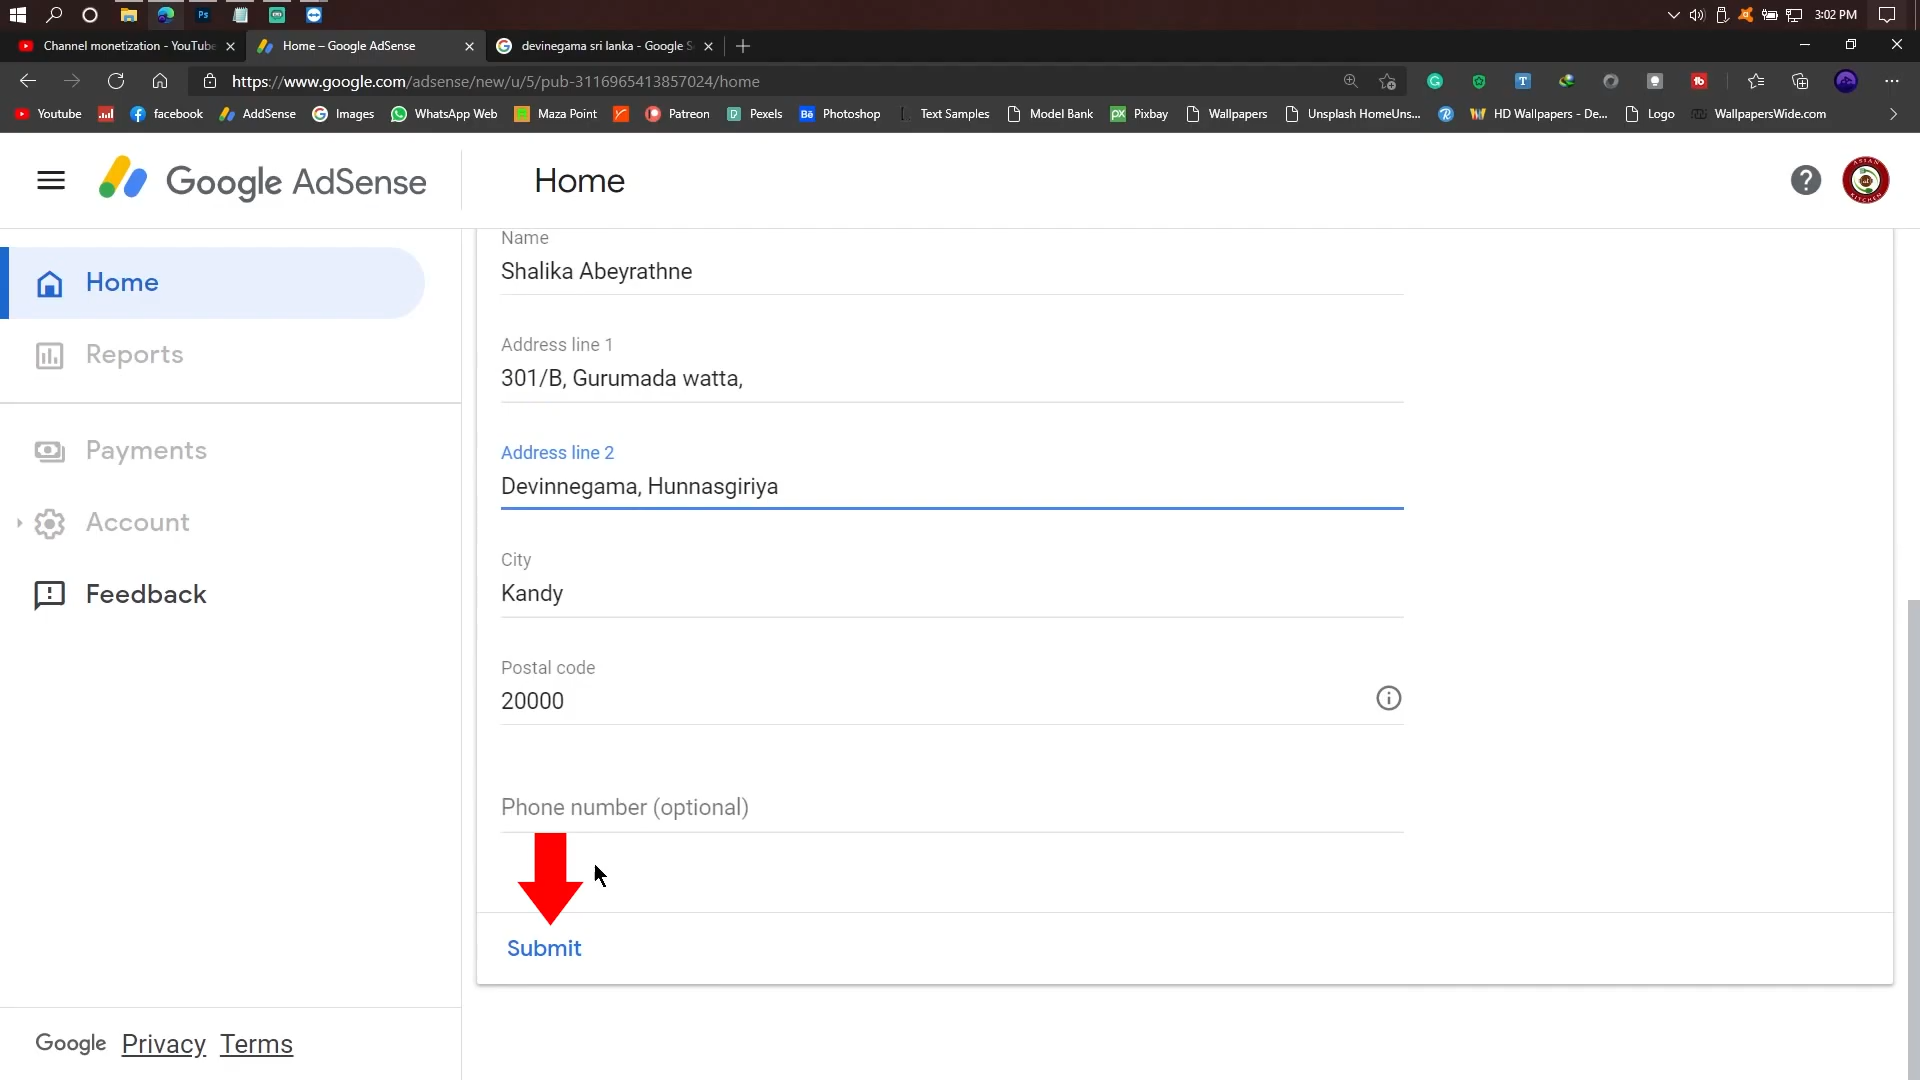 3:02 PM
Channel monetization - YouTube
Home – Google AdSense
devinegama sri lanka - Google S
https://www.google.com/adsense/new/u/5/pub-3116965413857024/home
Youtube
facebook
AddSense
Images
WhatsApp Web
Maza Point
Patreon
Pexels
Photoshop
Text Samples
Model Bank
Pixbay
Wallpapers
Unsplash HomeUns...
HD Wallpapers - De...
Logo
WallpapersWide.com
Google AdSense
Home
Home
Reports
Payments
Account
Feedback
Name
Shalika Abeyrathne
Address line 1
301/B, Gurumada watta,
Address line 2
Devinnegama, Hunnasgiriya
City
Kandy
Postal code
20000
Phone number (optional)
Submit
Google Privacy Terms